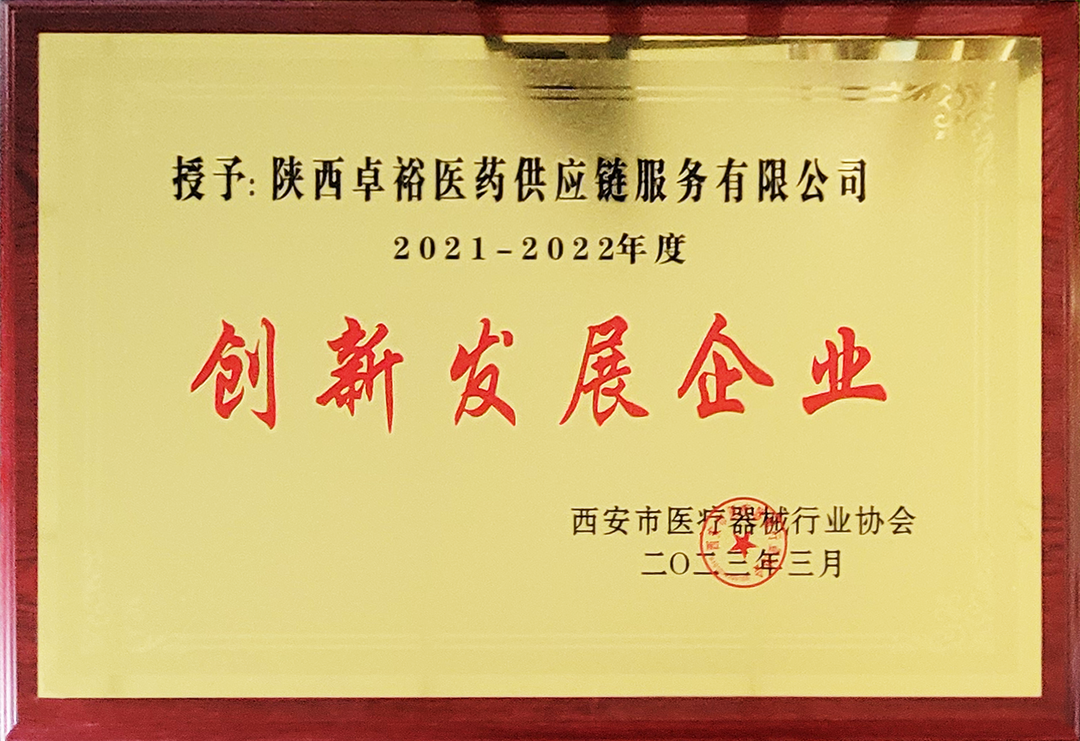 授予:陕西卓裕医药供应链服务有限公司
2021-2022年度
创新发展企业
西安市医疗器械行业协会
二〇二三年三月